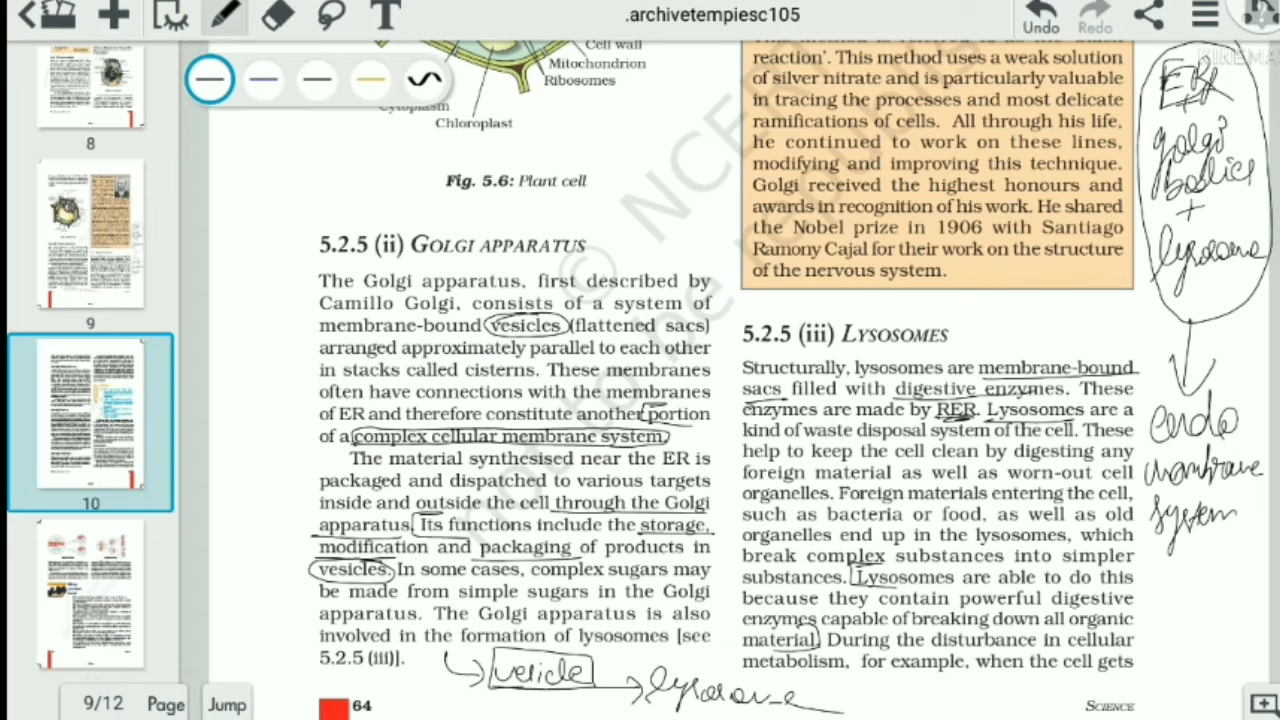 .archivetempiesc105
Undo
Redo
8
9
10
9/12
Page
Jump
Cell wall
Mitochondrion
Ribosomes
Cytoplasm
Chloroplast
Fig. 5.6: Plant cell
5.2.5 (ii) GOLGI APPARATUS
The Golgi apparatus, first described by
Camillo Golgi, consists of a system of
membrane-bound vesicles (flattened sacs)
arranged approximately parallel to each other
in stacks called cisterns. These membranes
often have connections with the membranes
of ER and therefore constitute another portion
of a complex cellular membrane system.
The material synthesised near the ER is
packaged and dispatched to various targets
inside and outside the cell through the Golgi
apparatus. Its functions include the storage,
modification and packaging of products in
vesicles. In some cases, complex sugars may
be made from simple sugars in the Golgi
apparatus. The Golgi apparatus is also
involved in the formation of lysosomes [see
5.2.5 (iii)].
vesicle
lysosome
64
reaction'. This method uses a weak solution
of silver nitrate and is particularly valuable
in tracing the processes and most delicate
ramifications of cells. All through his life,
he continued to work on these lines,
modifying and improving this technique.
Golgi received the highest honours and
awards in recognition of his work. He shared
the Nobel prize in 1906 with Santiago
Ramony Cajal for their work on the structure
of the nervous system.
5.2.5 (iii) LYSOSOMES
Structurally, lysosomes are membrane-bound
sacs filled with digestive enzymes. These
enzymes are made by RER. Lysosomes are a
kind of waste disposal system of the cell. These
help to keep the cell clean by digesting any
foreign material as well as worn-out cell
organelles. Foreign materials entering the cell,
such as bacteria or food, as well as old
organelles end up in the lysosomes, which
break complex substances into simpler
substances. Lysosomes are able to do this
because they contain powerful digestive
enzymes capable of breaking down all organic
material. During the disturbance in cellular
metabolism, for example, when the cell gets
SCIENCE
KINEMA
ER
+
golgi
bodies
+
lysosome
endo
membrane
system